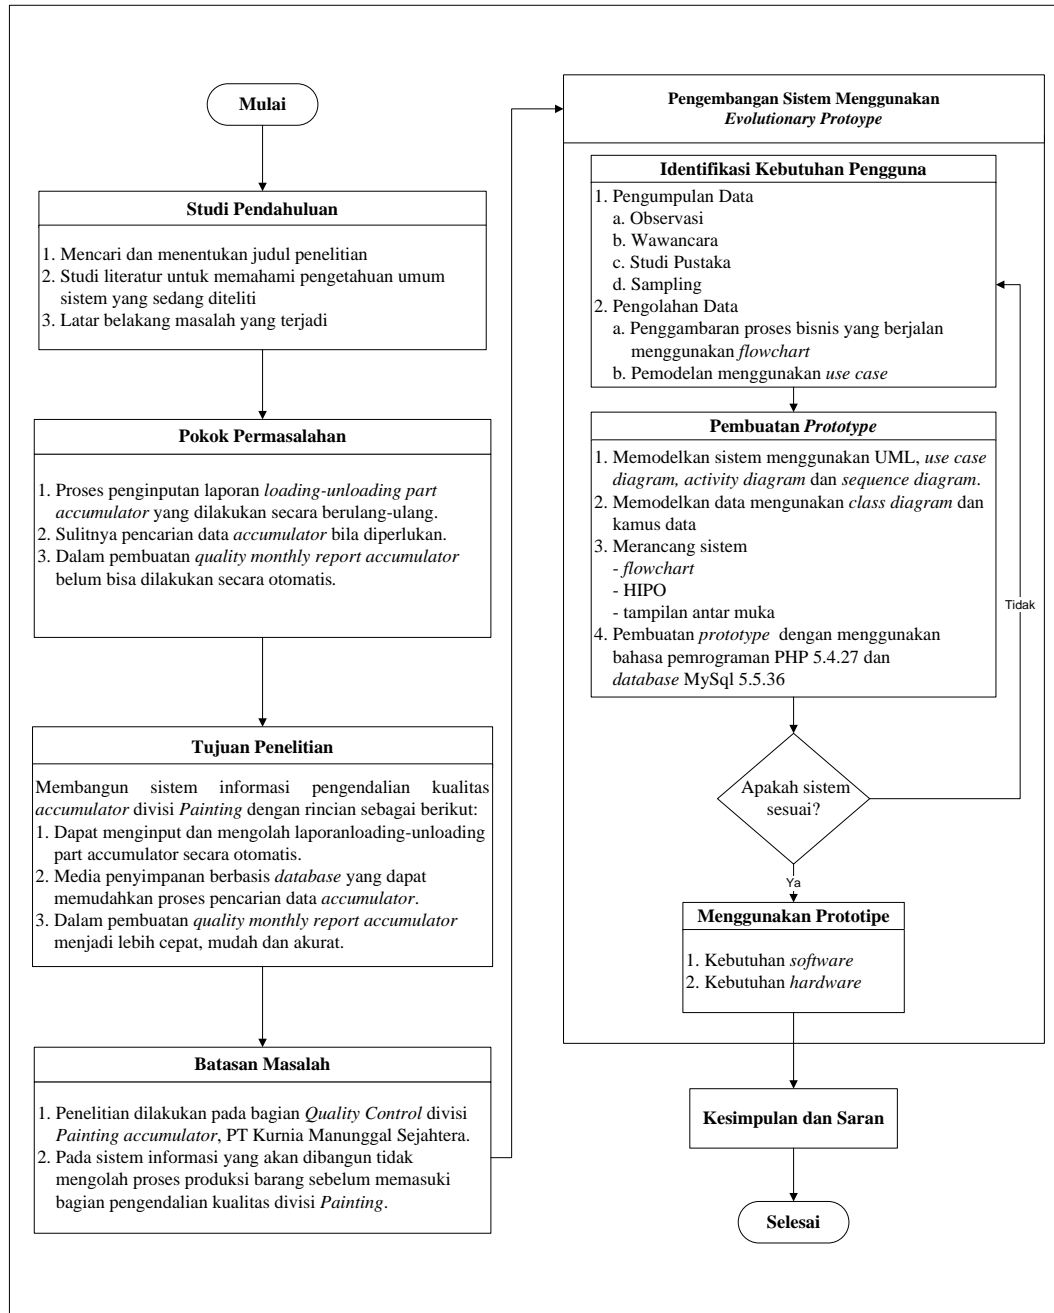 Mulai
Studi Pendahuluan
1. Mencari dan menentukan judul penelitian
2. Studi literatur untuk memahami pengetahuan umum
sistem yang sedang diteliti
3. Latar belakang masalah yang terjadi
Pokok Permasalahan
1. Proses penginputan laporan loading-unloading part
accumulator yang dilakukan secara berulang-ulang.
2. Sulitnya pencarian data accumulator bila diperlukan.
3. Dalam pembuatan quality monthly report accumulator
belum bisa dilakukan secara otomatis.
Tujuan Penelitian
Membangun sistem informasi pengendalian kualitas
accumulator divisi Painting dengan rincian sebagai berikut:
1. Dapat menginput dan mengolah laporanloading-unloading
part accumulator secara otomatis.
2. Media penyimpanan berbasis database yang dapat
memudahkan proses pencarian data accumulator.
3. Dalam pembuatan quality monthly report accumulator
menjadi lebih cepat, mudah dan akurat.
Batasan Masalah
1. Penelitian dilakukan pada bagian Quality Control divisi
Painting accumulator, PT Kurnia Manunggal Sejahtera.
2. Pada sistem informasi yang akan dibangun tidak
mengolah proses produksi barang sebelum memasuki
bagian pengendalian kualitas divisi Painting.
Pengembangan Sistem Menggunakan
Evolutionary Protoype
Identifikasi Kebutuhan Pengguna
1. Pengumpulan Data
a. Observasi
b. Wawancara
c. Studi Pustaka
d. Sampling
2. Pengolahan Data
a. Penggambaran proses bisnis yang berjalan
menggunakan flowchart
b. Pemodelan menggunakan use case
Pembuatan Prototype
1. Memodelkan sistem menggunakan UML, use case
diagram, activity diagram dan sequence diagram.
2. Memodelkan data mengunakan class diagram dan
kamus data
3. Merancang sistem
- flowchart
- HIPO
- tampilan antar muka
4. Pembuatan prototype dengan menggunakan
bahasa pemrograman PHP 5.4.27 dan
database MySql 5.5.36
Tidak
Apakah sistem
sesuai?
Ya
Menggunakan Prototipe
1. Kebutuhan software
2. Kebutuhan hardware
Kesimpulan dan Saran
Selesai